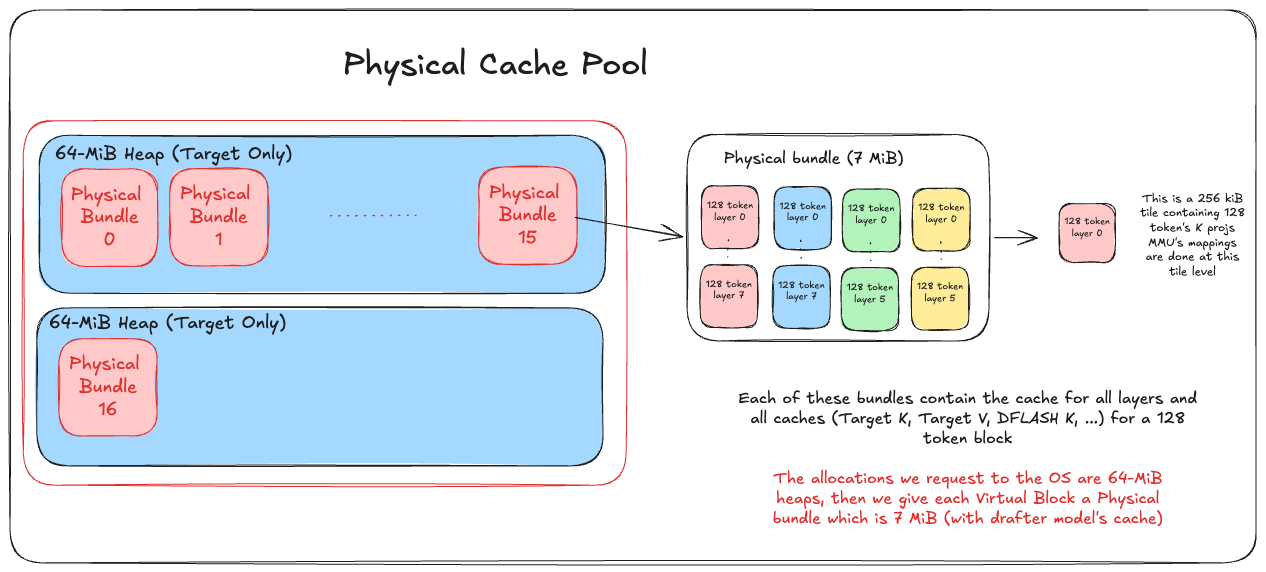 Physical Cache Pool
64-MiB Heap (Target Only)
Physical
Bundle
0
Physical
Bundle
1
Physical
Bundle
15
64-MiB Heap (Target Only)
Physical
Bundle
16
Physical bundle (7 MiB)
128 token
layer 0
128 token
layer 0
128 token
layer 0
128 token
layer 0
128 token
layer 7
128 token
layer 7
128 token
layer 5
128 token
layer 5
128 token
layer 0
This is a 256 kiB
tile containing 128
token's K projs
MMU's mappings
are done at this
tile level
Each of these bundles contain the cache for all layers and
all caches (Target K, Target V, DFLASH K, ...) for a 128
token block
The allocations we request to the OS are 64-MiB
heaps, then we give each Virtual Block a Physical
bundle which is 7 MiB (with drafter model's cache)